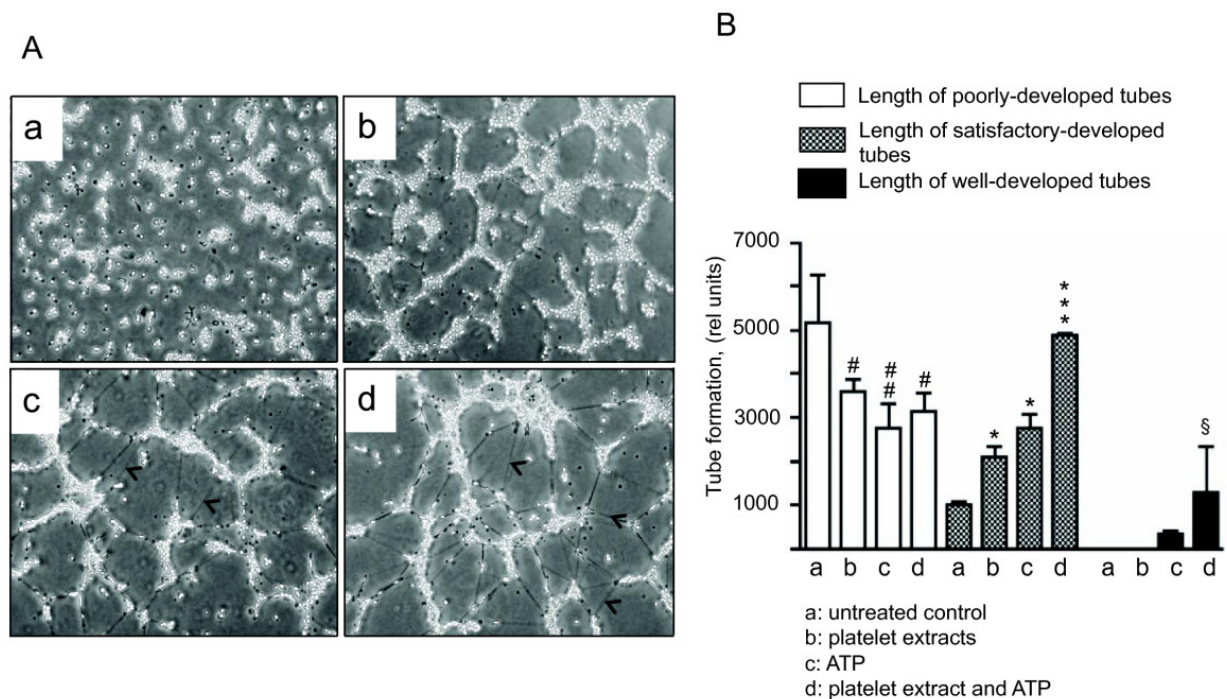 A
a
b
c
d
B
Length of poorly-developed tubes
Length of satisfactory-developed
tubes
Length of well-developed tubes
Tube formation, (rel units)
7000
5000
3000
1000
#
#
#
#
*
*
*
*
*
§
a b c d a b c d a b c d
a: untreated control
b: platelet extracts
c: ATP
d: platelet extract and ATP